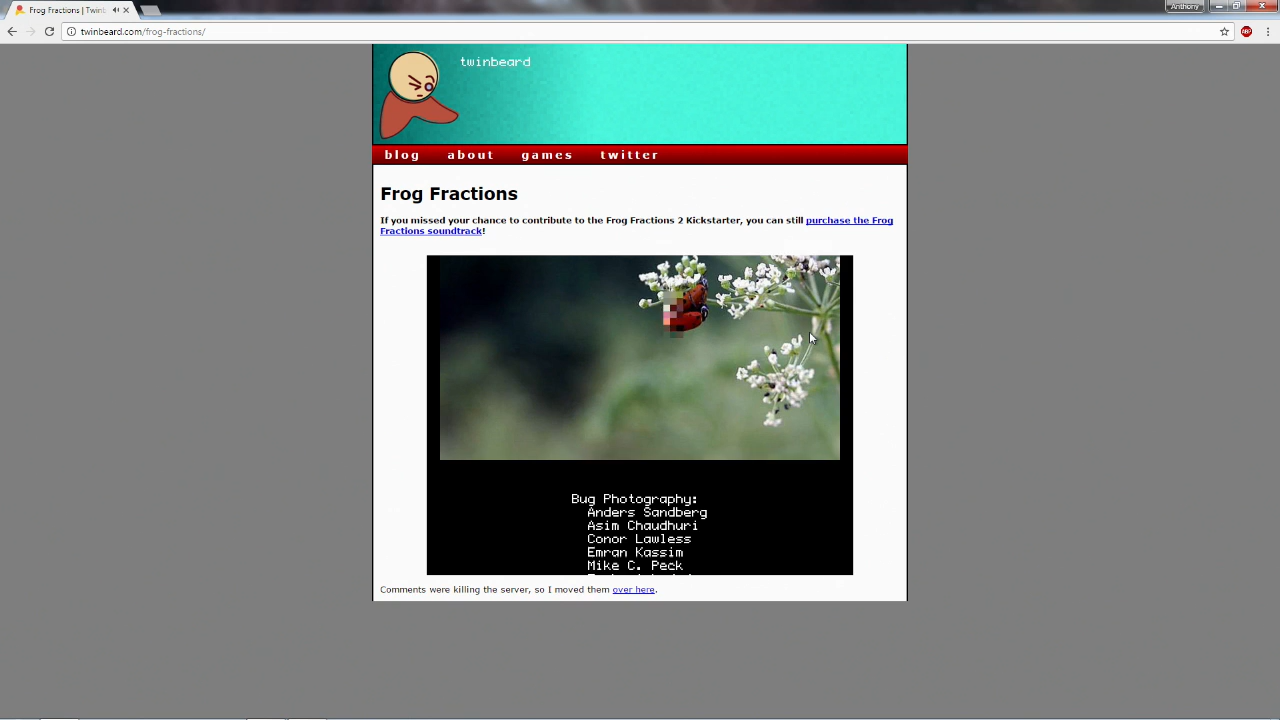 Frog Fractions | Twinb
Anthony
twinbeard.com/frog-fractions/
ABP
twinbeard
blog about games twitter
Frog Fractions
If you missed your chance to contribute to the Frog Fractions 2 Kickstarter, you can still purchase the Frog
Fractions soundtrack!
Bug Photography:
Anders Sandberg
Asim Chaudhuri
Conor Lawless
Emran Kassim
Mike C. Peck
Comments were killing the server, so I moved them over here.